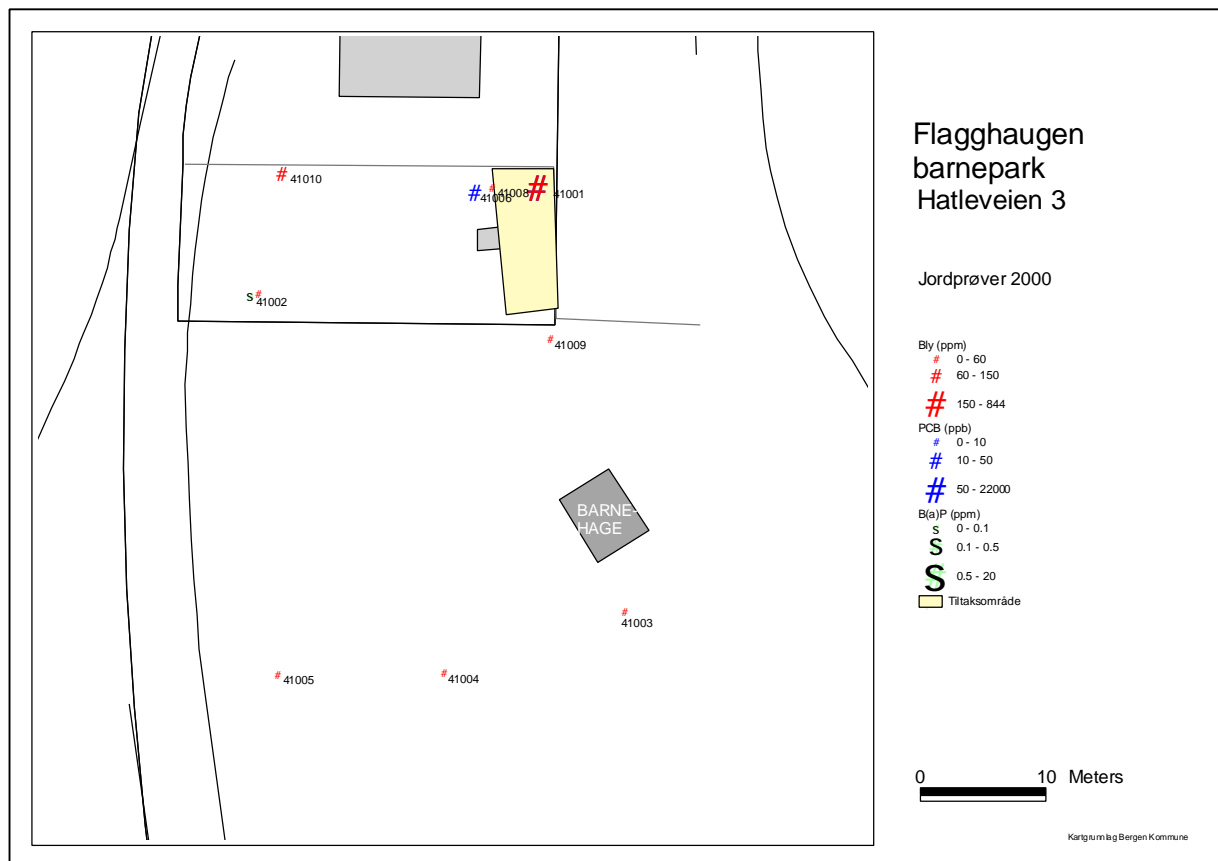 Flagghaugen
barnepark
Hatleveien 3
Jordprøver 2000
Bly (ppm)
# 0 - 60
# 60 - 150
# 150 - 844
PCB (ppb)
# 0 - 10
# 10 - 50
# 50 - 22000
B(a)P (ppm)
s 0 - 0.1
s 0.1 - 0.5
s 0.5 - 20
Tiltaksområde
# 41010
# 41006
# 41008
# 41001
s # 41002
# 41009
BARNE-
HAGE
# 41003
# 41005
# 41004
0 10 Meters
Kartgrunnlag Bergen Kommune